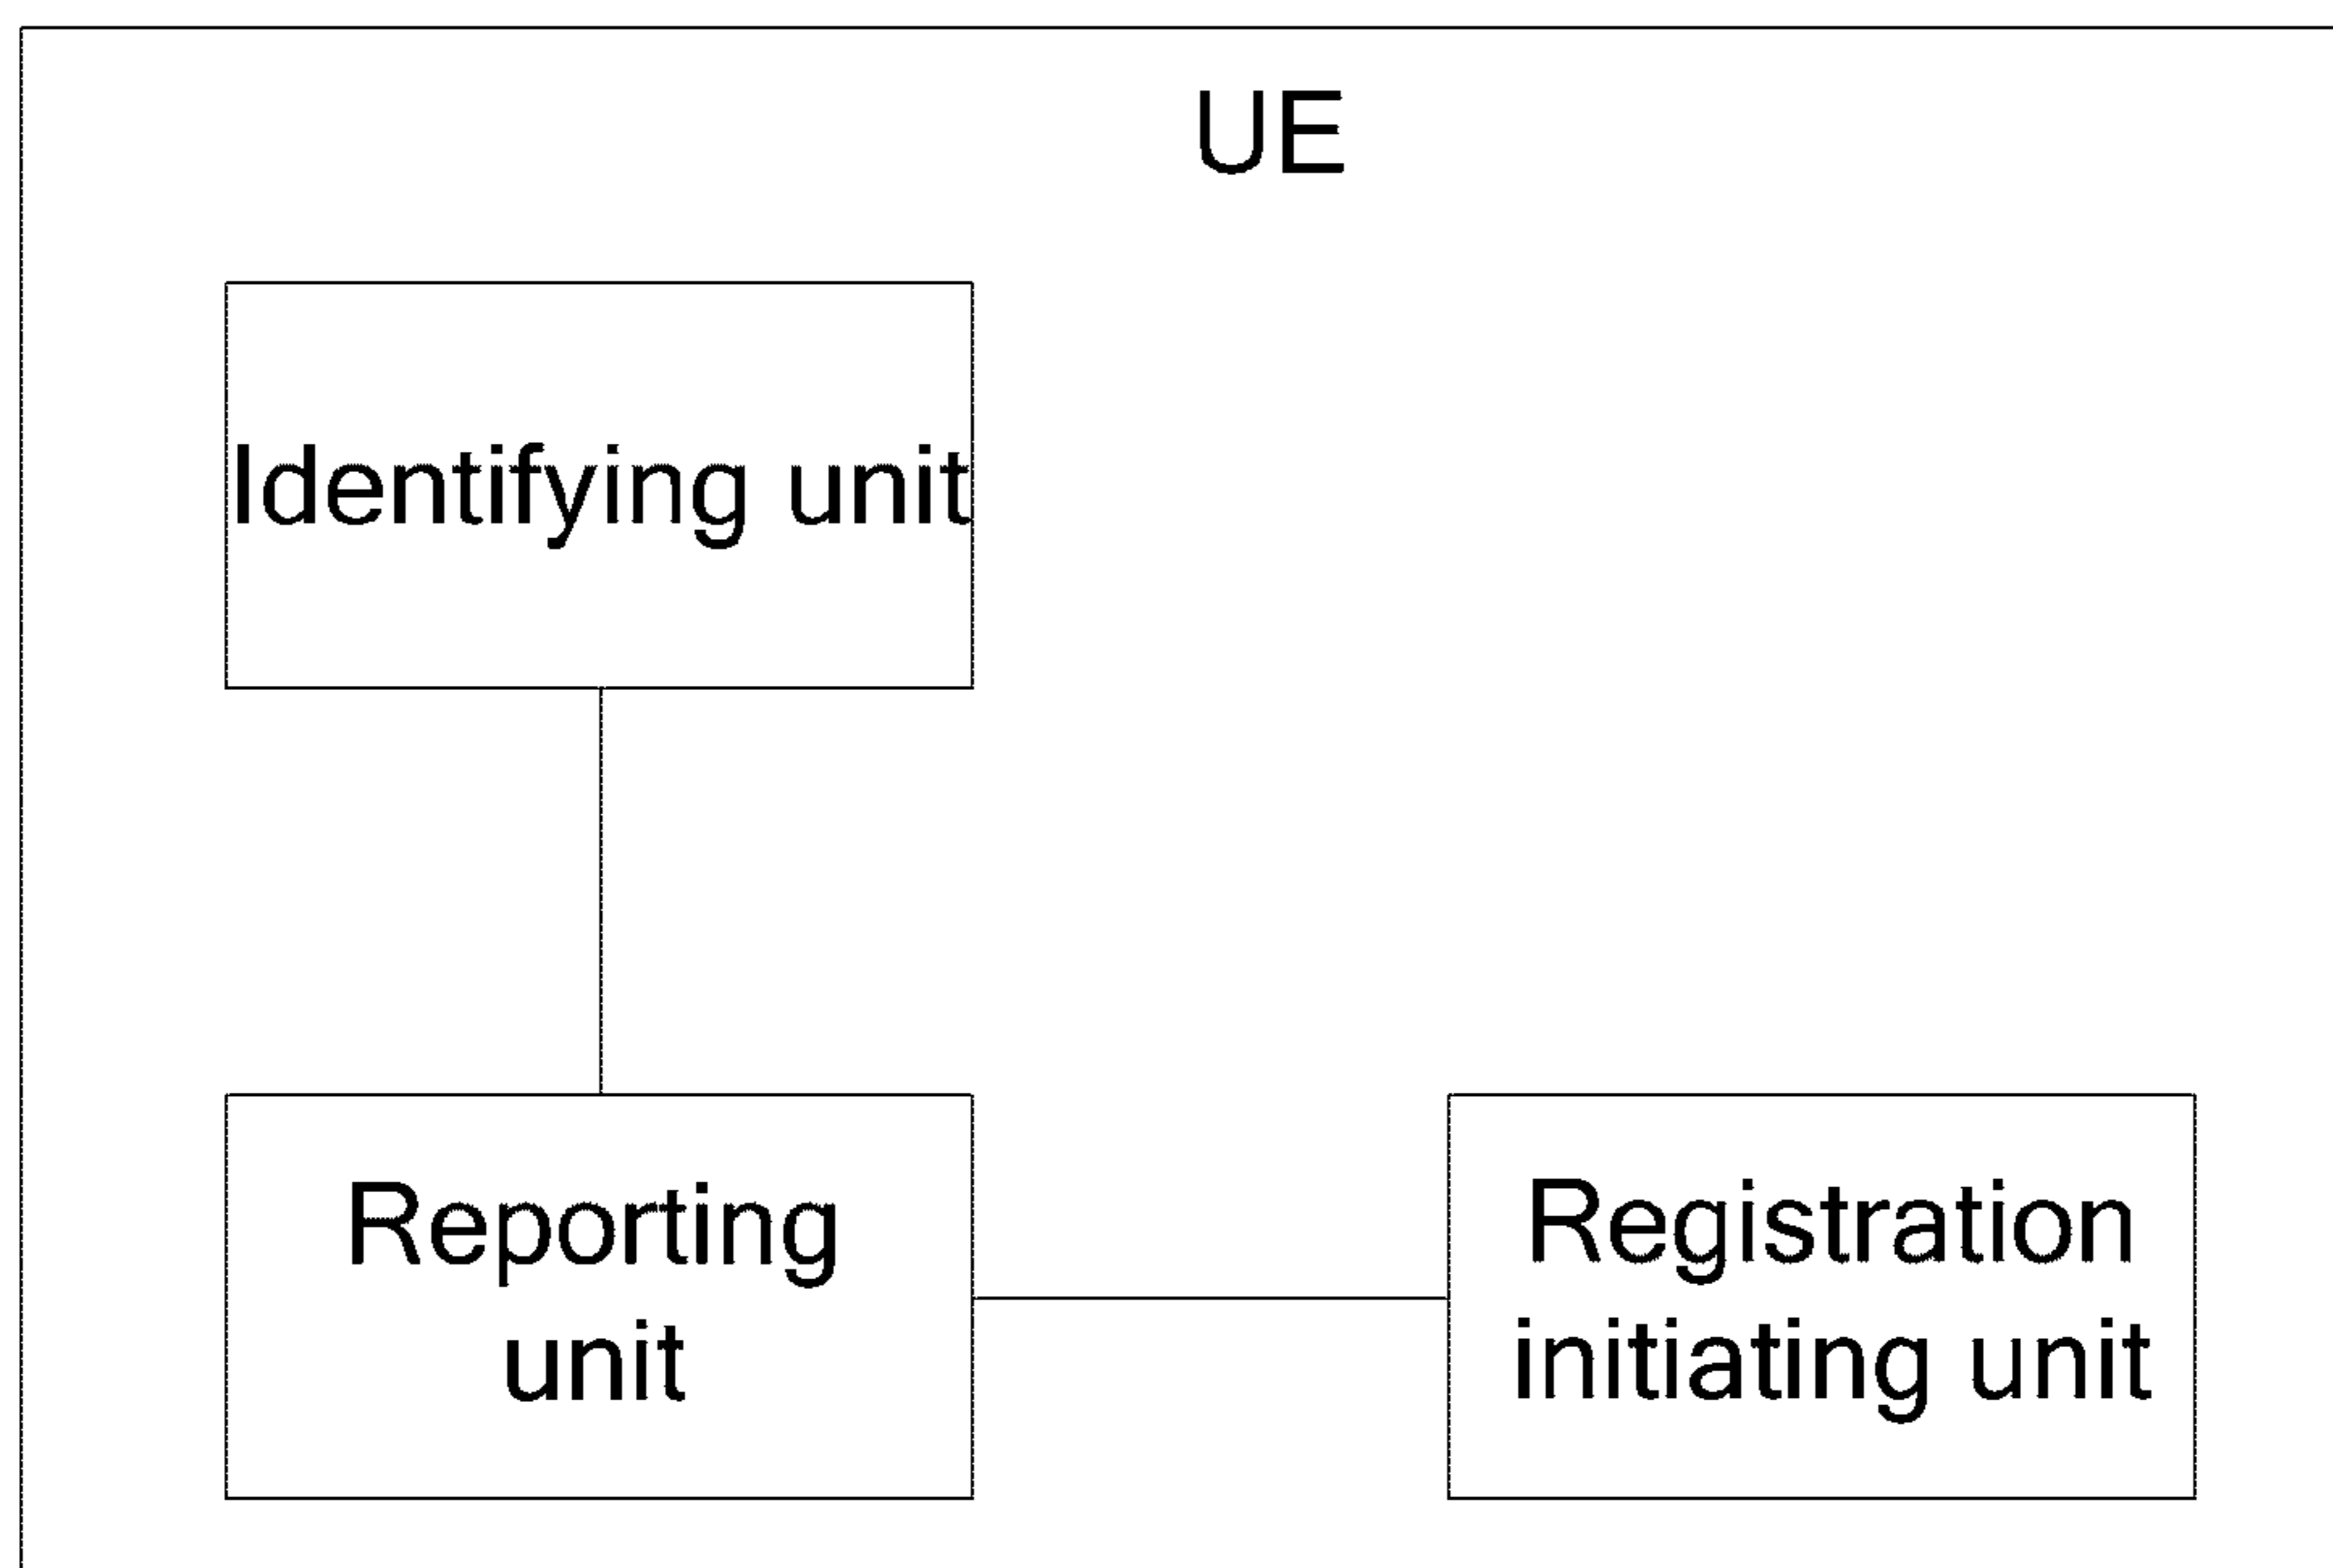 UE
Identifying unit
Reporting
unit
Registration
initiating unit